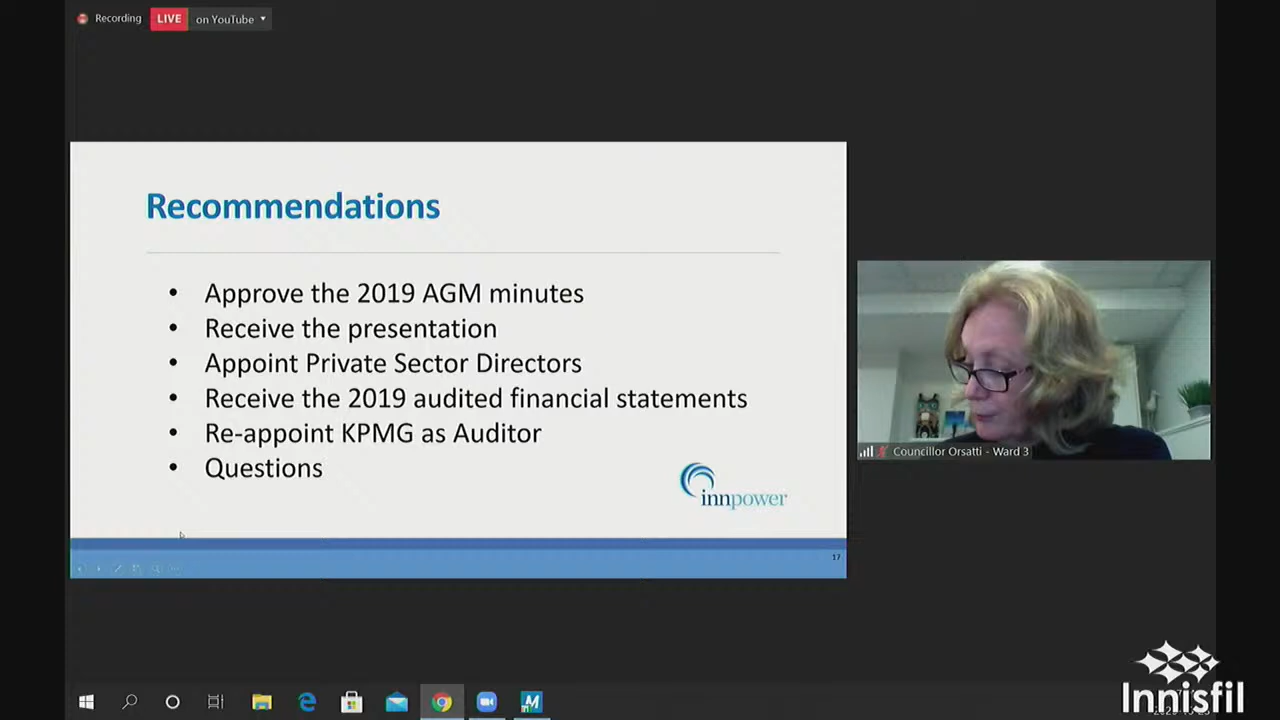 Recording
LIVE
on YouTube
Recommendations
• Approve the 2019 AGM minutes
• Receive the presentation
• Appoint Private Sector Directors
• Receive the 2019 audited financial statements
• Re-appoint KPMG as Auditor
• Questions
innpower
17
Councillor Orsatti - Ward 3
M
Innisfil